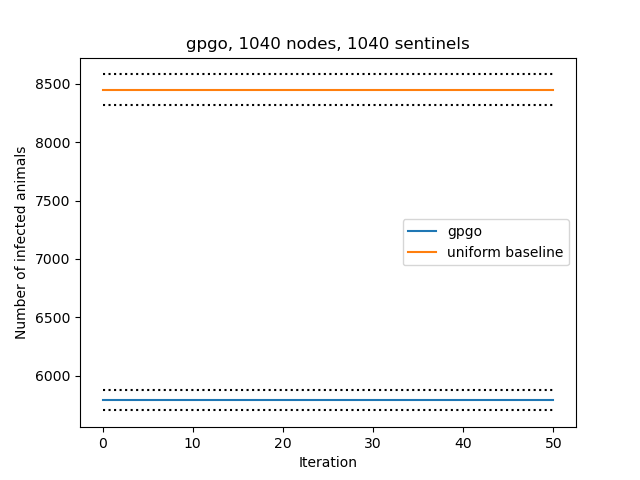 gpgo, 1040 nodes, 1040 sentinels
8500
8000
7500
7000
6500
6000
Number of infected animals
gpgo
uniform baseline
0 10 20 30 40 50
Iteration